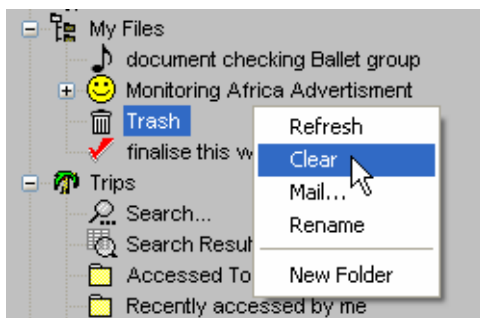 My Files
document checking Ballet group
Monitoring Africa Advertisment
Trash
finalise this w
Trips
Search...
Search Resul
Accessed To
Recently accessed by me
Refresh
Clear
Mail...
Rename
New Folder